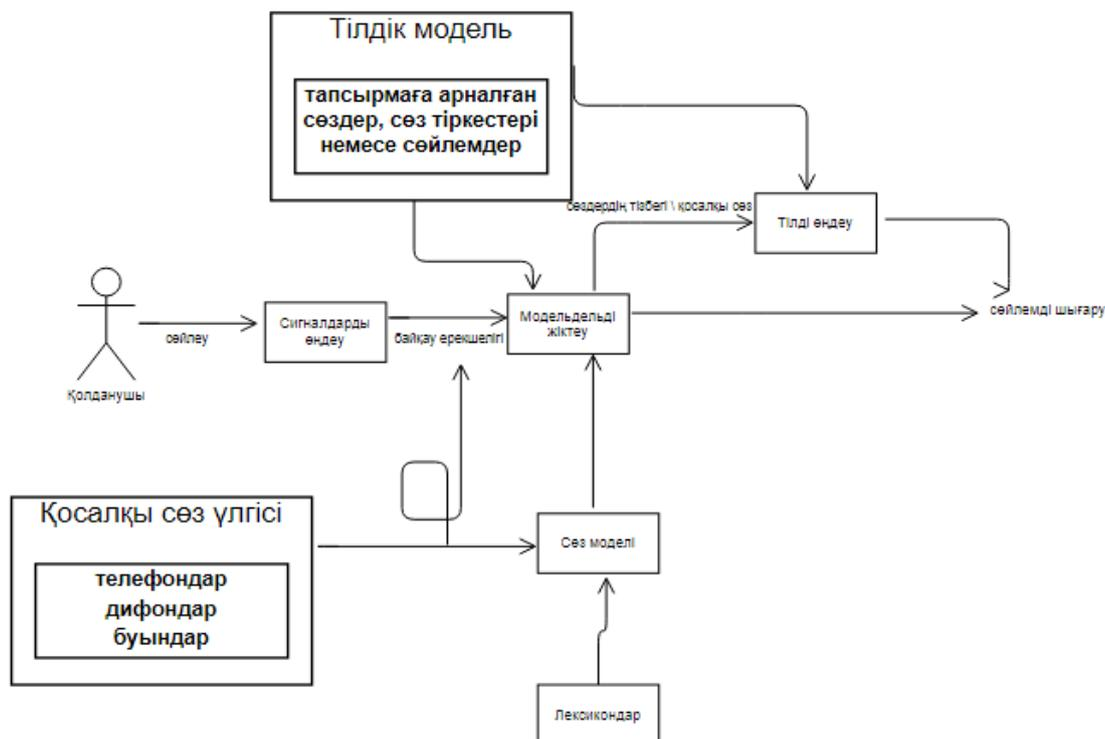 Тілдік модель
тапсырмаға арналған
сөздер, сөз тіркестері
немесе сөйлемдер
сөздердің тізбегі \ қосалқы сөз
Тілді өңдеу
сөйлеу
Сигналдарды
өңдеу
байқау ерекшелігі
Модельдельді
жіктеу
сөйлемді шығару
Қолданушы
Қосалқы сөз үлгісі
телефондар
дифондар
буындар
Сөз моделі
Лексикондар